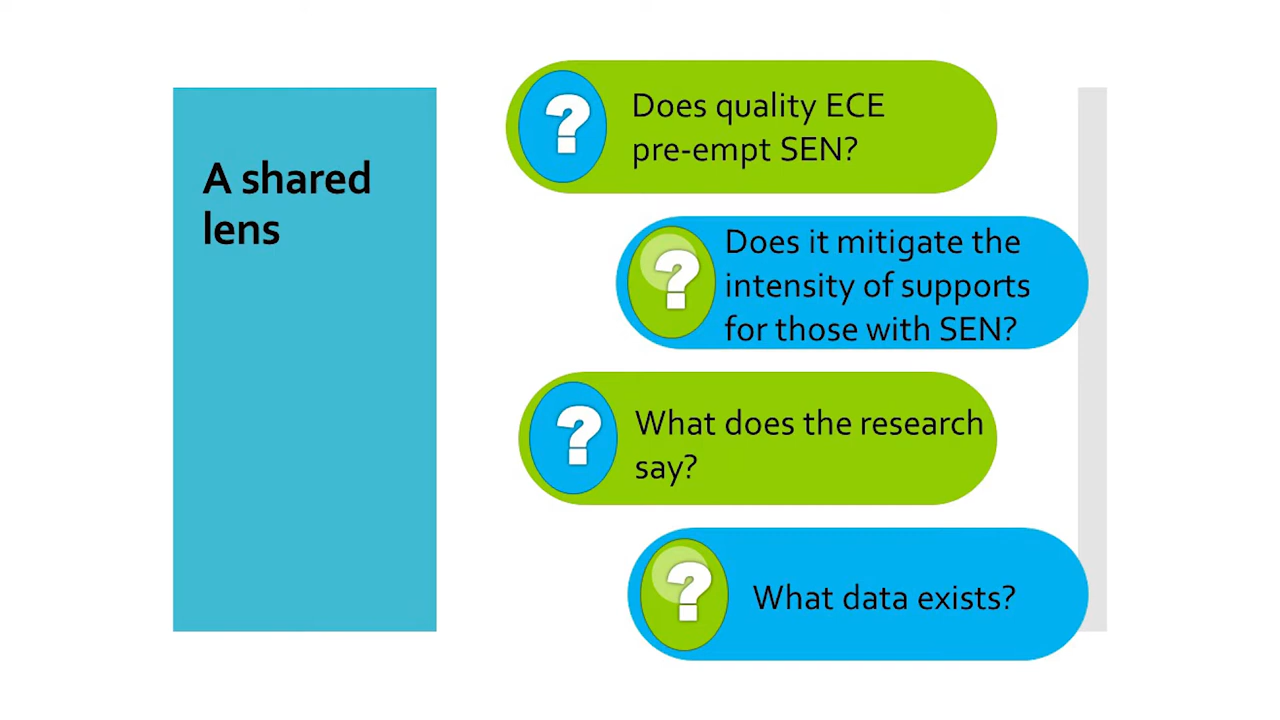 A shared
lens
?
Does quality ECE
pre-empt SEN?
?
Does it mitigate the
intensity of supports
for those with SEN?
?
What does the research
say?
?
What data exists?